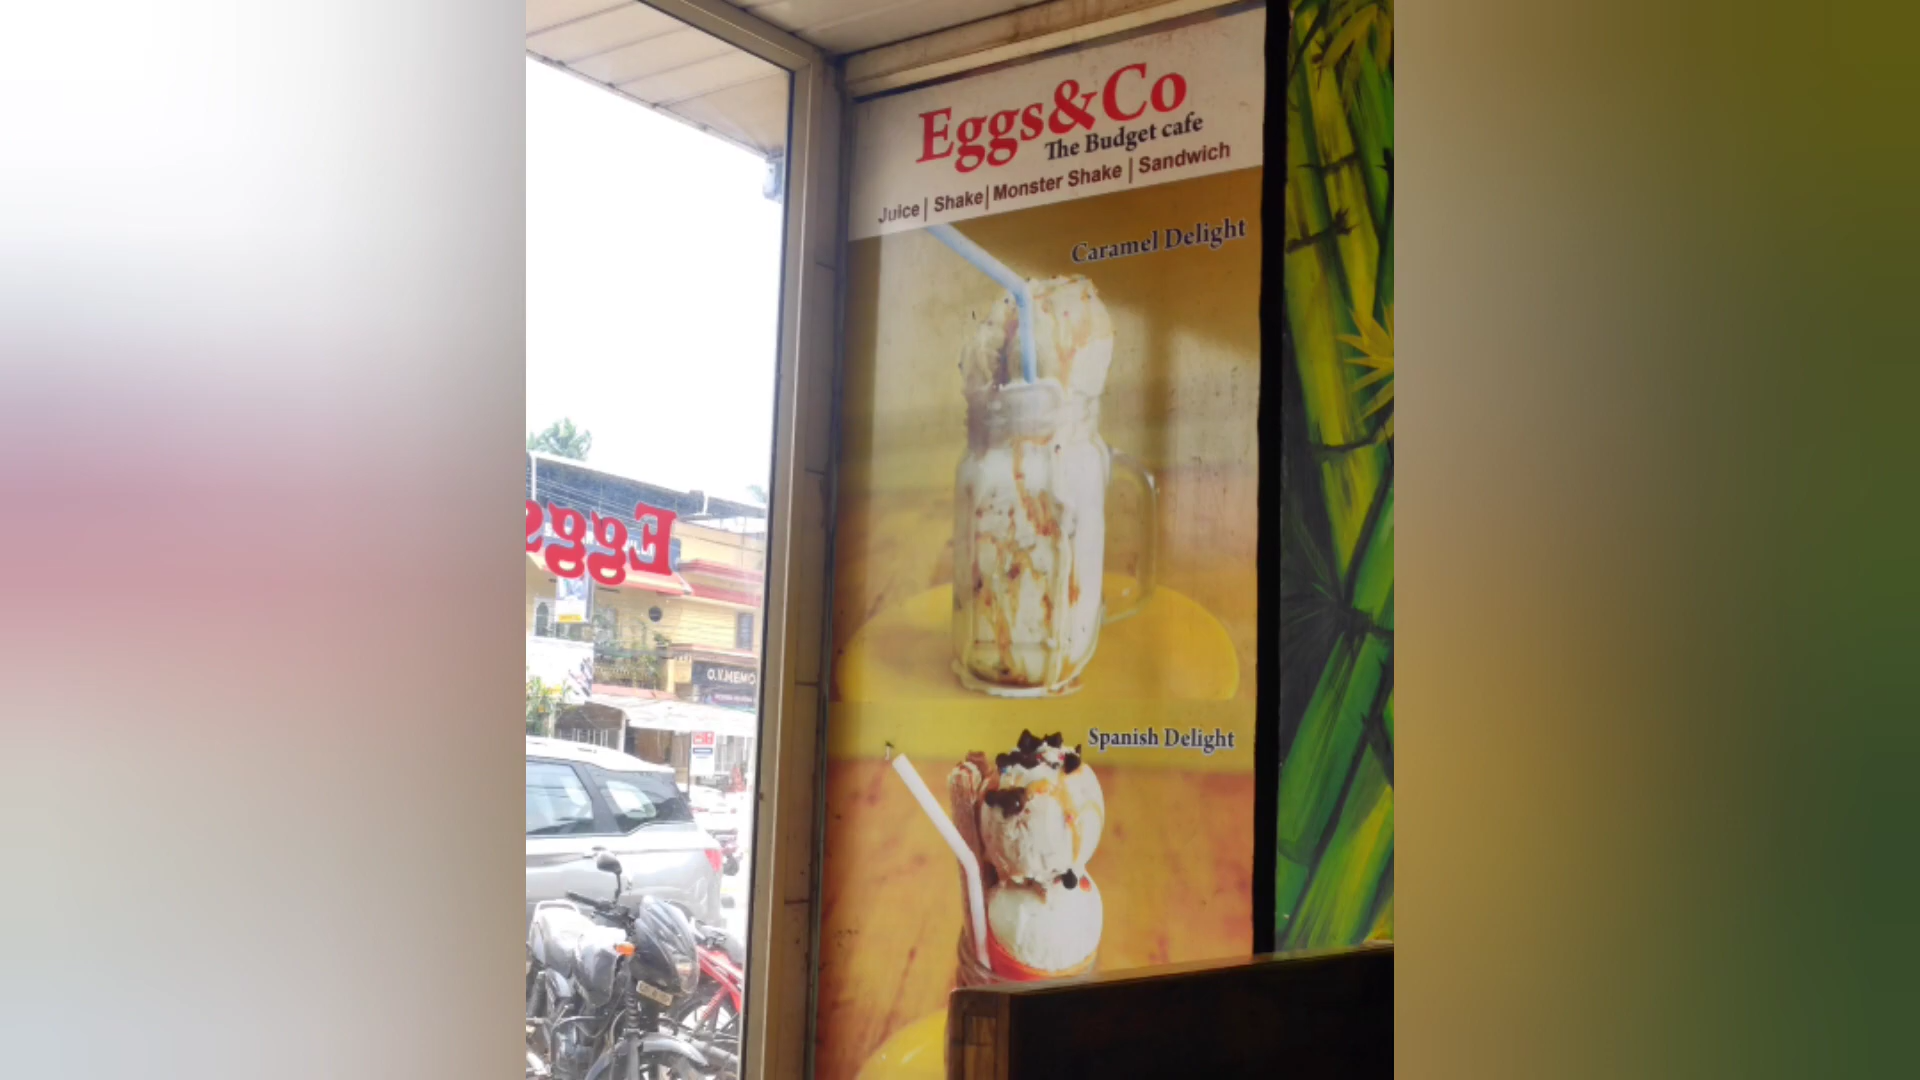 Eggs&Co
The Budget cafe
Juice | Shake | Monster Shake | Sandwich
Caramel Delight
Eggs
O.V.MEMO
Spanish Delight